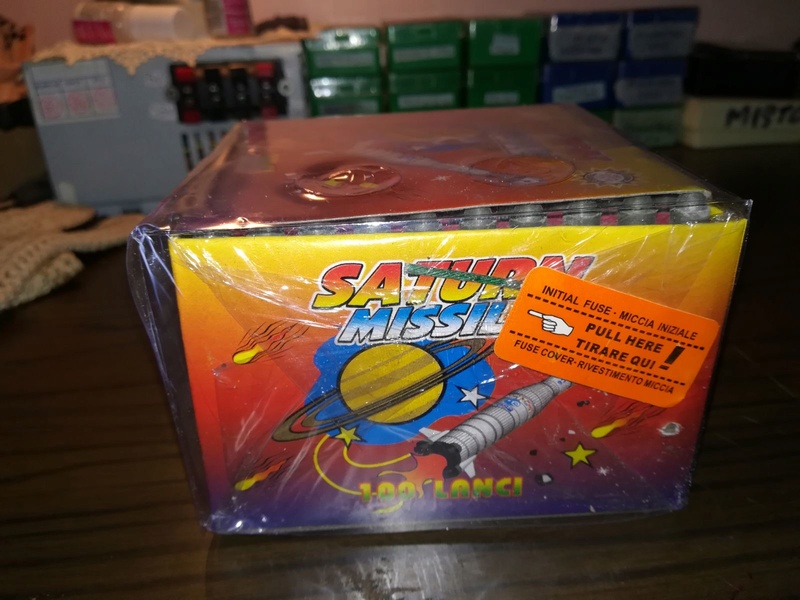 SATURN
MISSIL
INITIAL FUSE - MICCIA INIZIALE
PULL HERE
TIRARE QUI !
FUSE COVER-RIVESTIMENTO MICCIA
100 LANCI